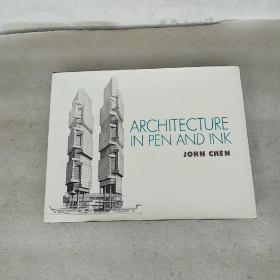 ARCHITECTURE
IN PEN AND INK
JOHN CHEN